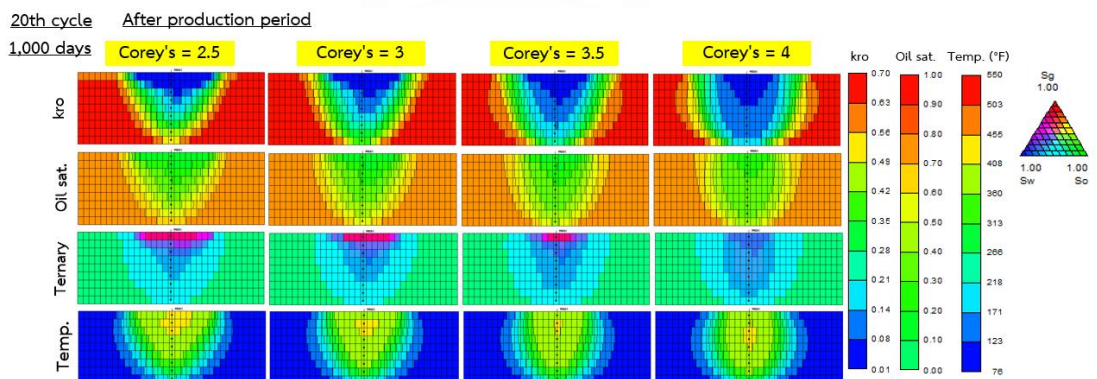 20th cycle After production period
1,000 days Corey's = 2.5 Corey's = 3 Corey's = 3.5 Corey's = 4
kro Oil sat. Temp. (°F)
kro
Oil sat.
Ternary
Temp.
0.70 1.00 550
0.63 0.90 503
0.56 0.80 455
0.49 0.70 408
0.42 0.60 360
0.35 0.50 313
0.28 0.40 266
0.21 0.30 218
0.14 0.20 171
0.08 0.10 123
0.01 0.00 76
Sg
1.00
1.00 1.00
Sw So